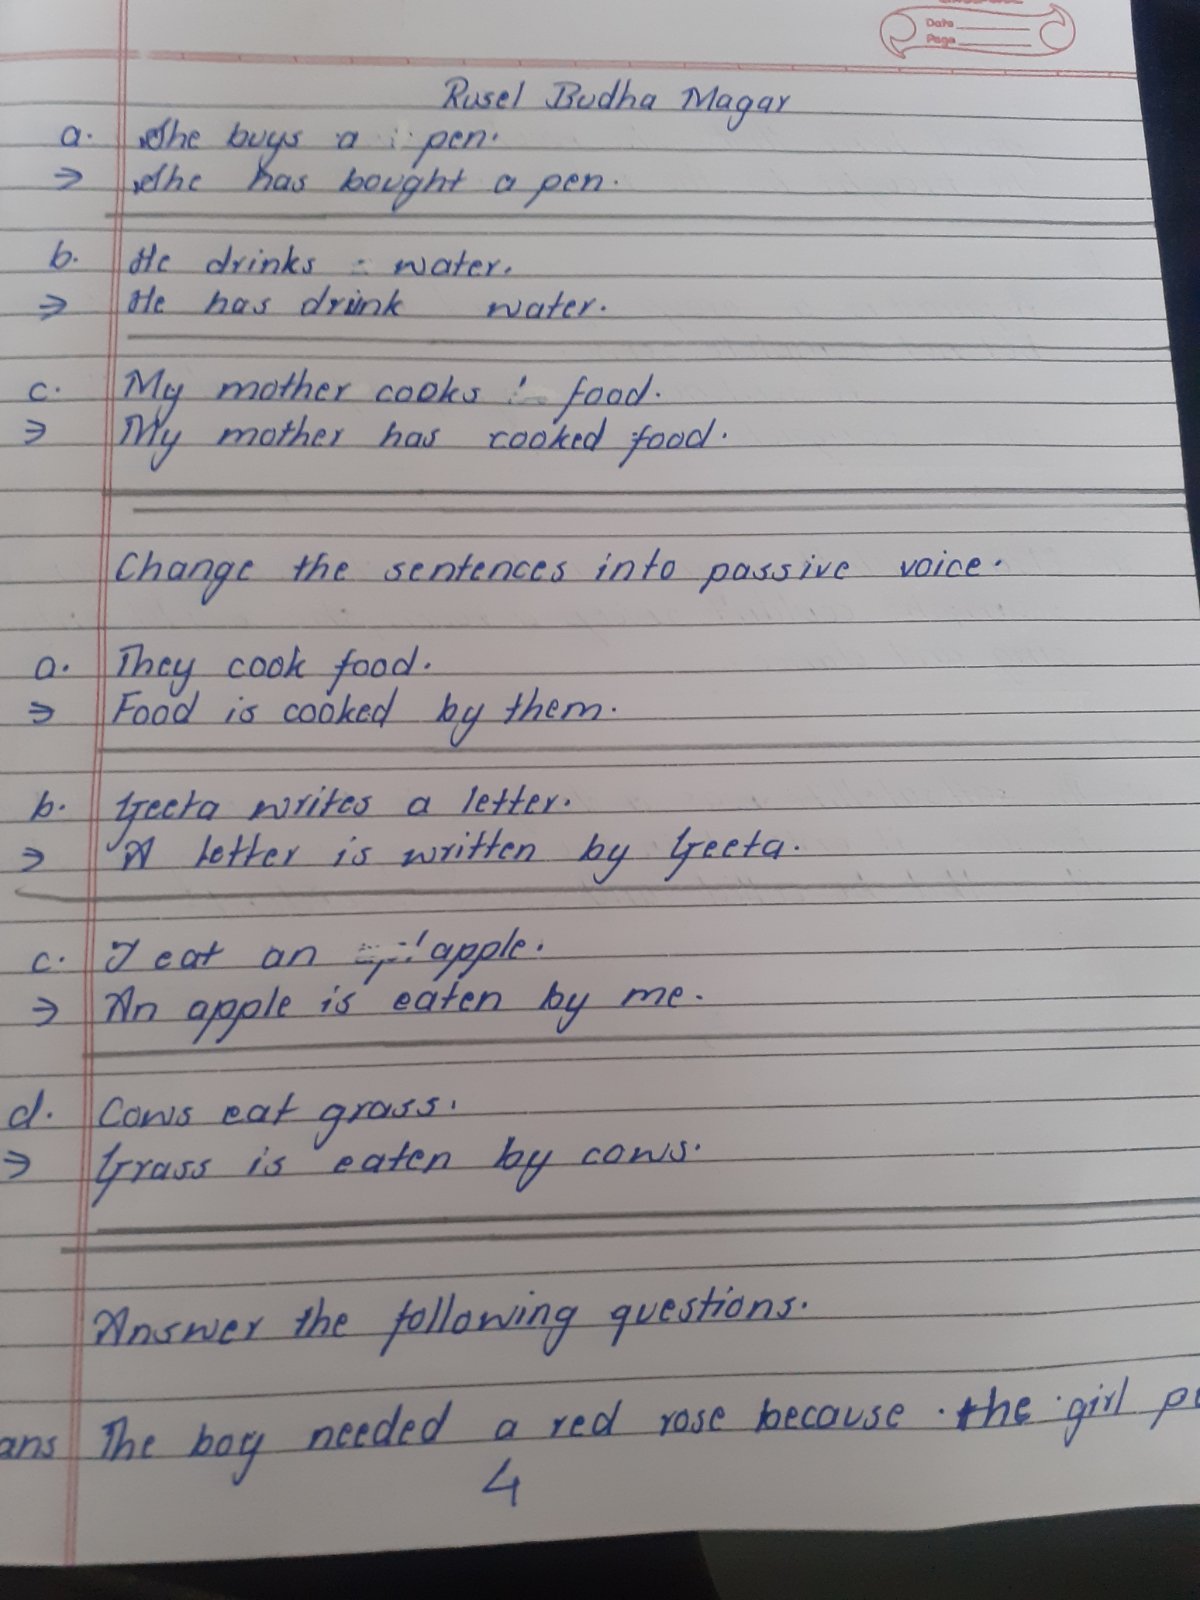 Date
Page
Rusel Budha Magar
a. She buys a pen.
⇒ She has bought a pen.
b. He drinks water.
⇒ He has drink water.
c. My mother cooks food.
⇒ My mother has cooked food.
Change the sentences into passive voice.
a. They cook food.
⇒ Food is cooked by them.
b. Geeta writes a letter.
⇒ A letter is written by Geeta.
c. I eat an apple.
⇒ An apple is eaten by me.
d. Cows eat grass.
⇒ Grass is eaten by cows.
Answer the following questions.
ans The boy needed a red rose because the girl
4